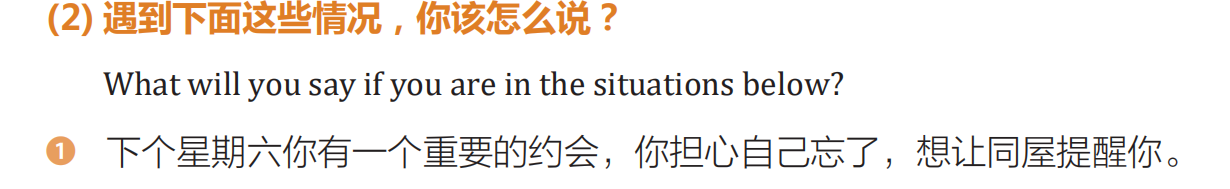 (2) 遇到下面这些情况，你该怎么说？
What will you say if you are in the situations below?
1 下个星期六你有一个重要的约会，你担心自己忘了，想让同屋提醒你。